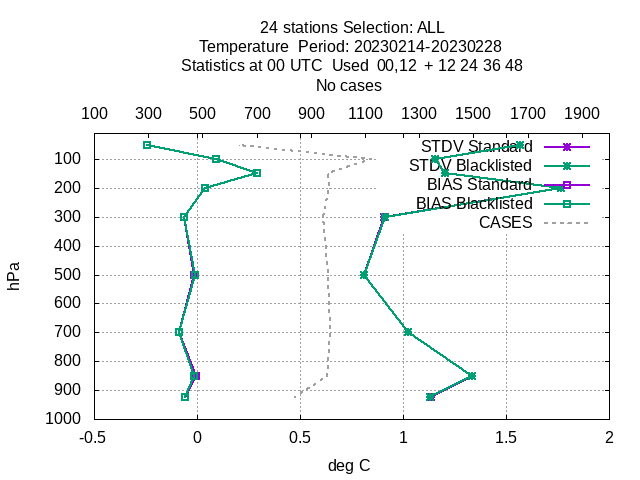 24 stations Selection: ALL
Temperature  Period: 20230214-20230228
Statistics at 00 UTC  Used  00,12  + 12 24 36 48
No cases
100 300 500 700 900 1100 1300 1500 1700 1900
STDV Standard
STDV Blacklisted
BIAS Standard
BIAS Blacklisted
CASES
hPa
100
200
300
400
500
600
700
800
900
1000
-0.5 0 0.5 1 1.5 2
deg C